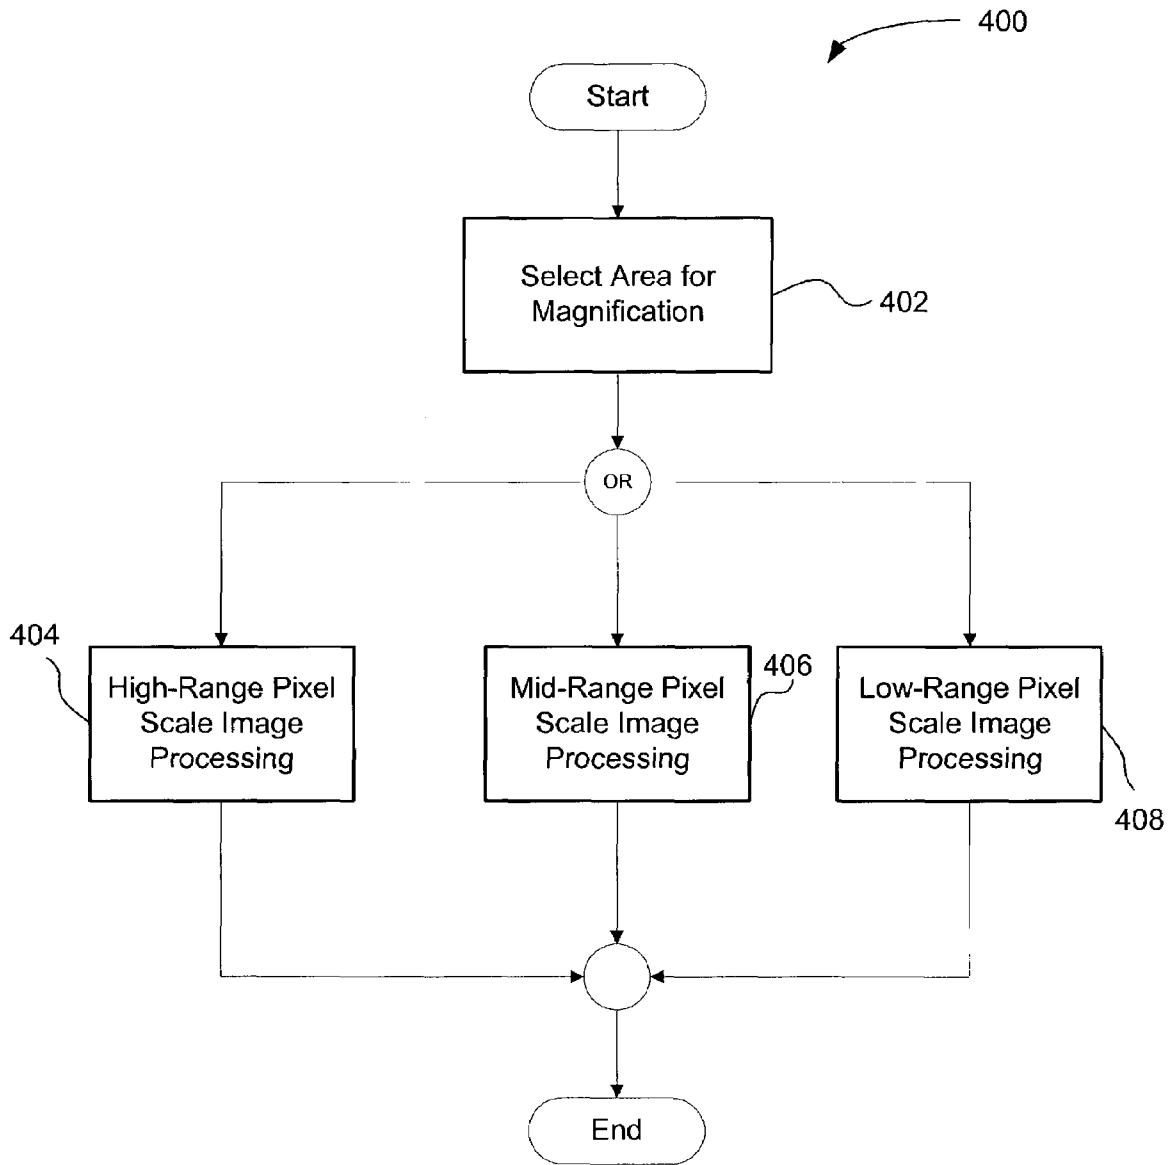 400
Start
Select Area for
Magnification
402
OR
404
High-Range Pixel
Scale Image
Processing
Mid-Range Pixel
Scale Image
Processing
406
Low-Range Pixel
Scale Image
Processing
408
End